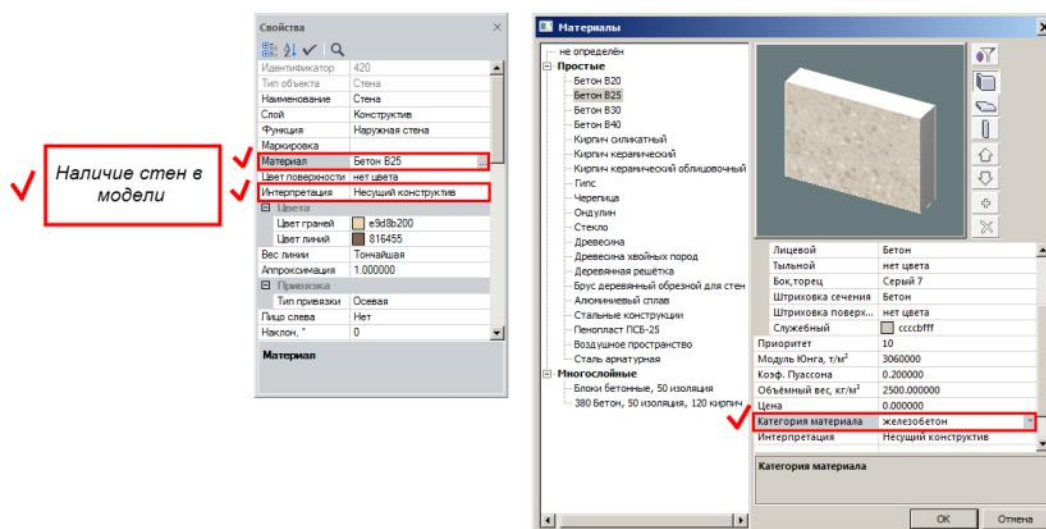 Наличие стен в
модели
Свойства
Идентификатор 420
Тип объекта Стена
Наименование Стена
Слой Конструктив
Функция Наружная стена
Маркировка
Материал Бетон B25 ...
Цвет поверхности нет цвета
Интерпретация Несущий конструктив
Цвета
Цвет граней e9d8b200
Цвет линий 816455
Вес линии Тончайшая
Аппроксимация 1.000000
Привязка
Тип привязки Осевая
Лицо слева Нет
Наклон, ° 0
Материал
Материалы
не определён
Простые
Бетон B20
Бетон B25
Бетон B30
Бетон B40
Кирпич силикатный
Кирпич керамический
Кирпич керамический облицовочный
Гипс
Черепица
Ондулин
Стекло
Древесина
Древесина хвойных пород
Деревянная решётка
Брус деревянный обрезной для стен
Алюминиевый сплав
Стальные конструкции
Пенопласт ПСБ-25
Воздушное пространство
Сталь арматурная
Многослойные
Блоки бетонные, 50 изоляция
380 Бетон, 50 изоляция, 120 кирпич
Лицевой Бетон
Тыльной нет цвета
Бок,торец Серый 7
Штриховка сечения Бетон
Штриховка поверх... нет цвета
Служебный ccccbfff
Приоритет 10
Модуль Юнга, т/м² 3060000
Коэф. Пуассона 0.200000
Объёмный вес, кг/м³ 2500.000000
Цена 0.000000
Категория материала железобетон
Интерпретация Несущий конструктив
Категория материала
OK Отмена